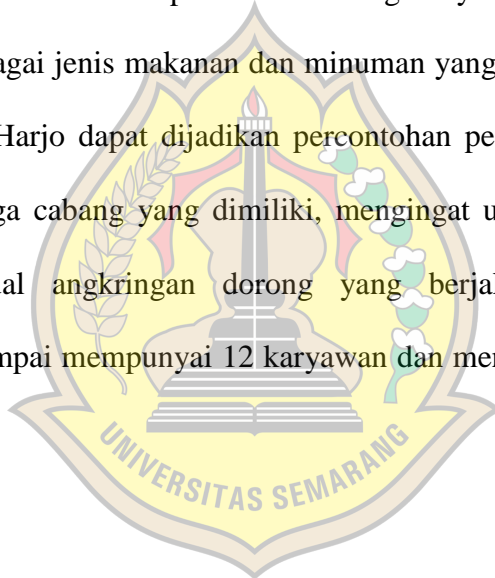 agai jenis makanan dan minuman yang
Harjo dapat dijadikan percontohan pe
ga cabang yang dimiliki, mengingat u
al angkringan dorong yang berjal
mpai mempunyai 12 karyawan dan mer
UNIVERSITAS SEMARANG